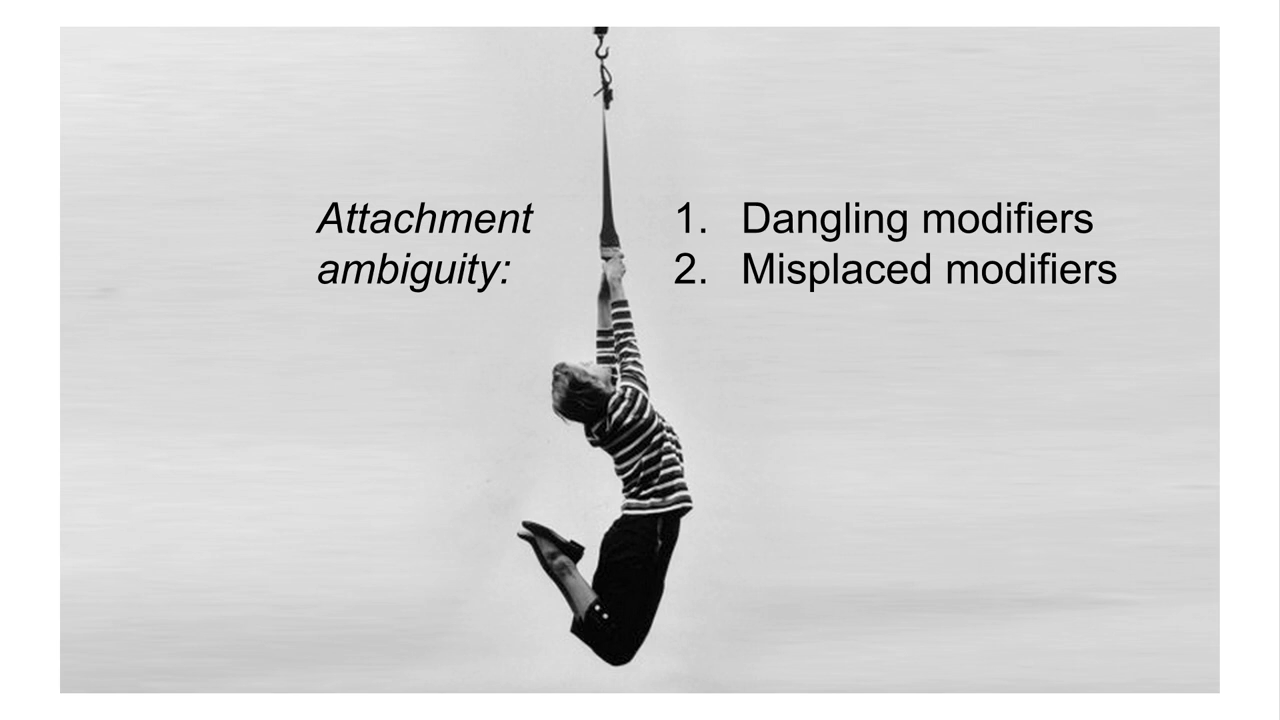 Attachment
ambiguity:
1. Dangling modifiers
2. Misplaced modifiers